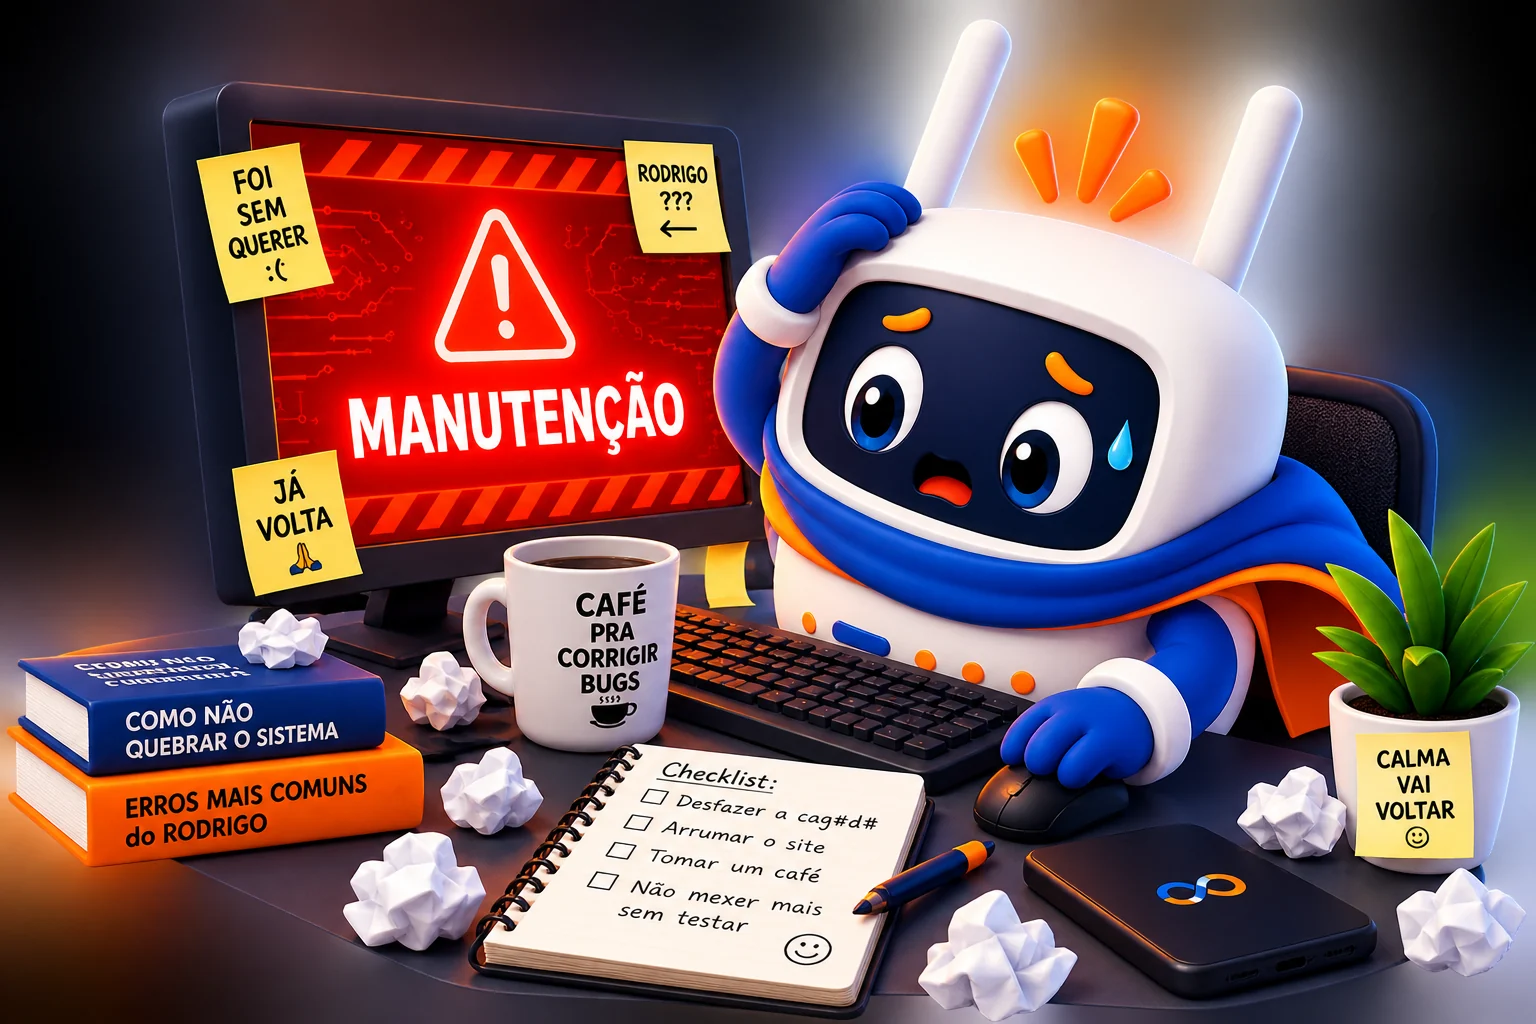 FOI
SEM
QUERER
:(
RODRIGO
???
←
MANUTENÇÃO
JÁ
VOLTA
🙏
CAFÉ
PRA
CORRIGIR
BUGS
COMO NÃO
QUEBRAR O SISTEMA
ERROS MAIS COMUNS
do RODRIGO
Checklist:
Desfazer a cag#d#
Arrumar o site
Tomar um café
Não mexer mais
sem testar
CALMA
VAI
VOLTAR